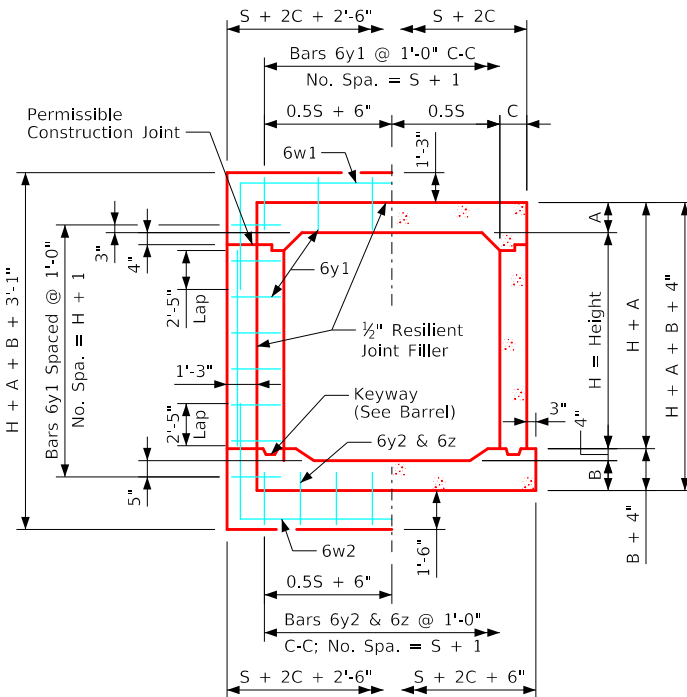 S + 2C + 2'-6"
S + 2C
Bars 6y1 @ 1'-0" C-C
No. Spa. = S + 1
Permissible
Construction Joint
0.5S + 6"
0.5S
C
6w1
1'-3"
3"
4"
A
6y1
2'-5"
Lap
H + A + B + 3'-1"
Bars 6y1 Spaced @ 1'-0"
No. Spa. = H + 1
½" Resilient
Joint Filler
H = Height
H + A
H + A + B + 4"
1'-3"
Keyway
(See Barrel)
2'-5"
Lap
6y2 & 6z
3"
4"
B
5"
6w2
1'-6"
B + 4"
0.5S + 6"
Bars 6y2 & 6z @ 1'-0"
C-C; No. Spa. = S + 1
S + 2C + 2'-6"
S + 2C + 6"